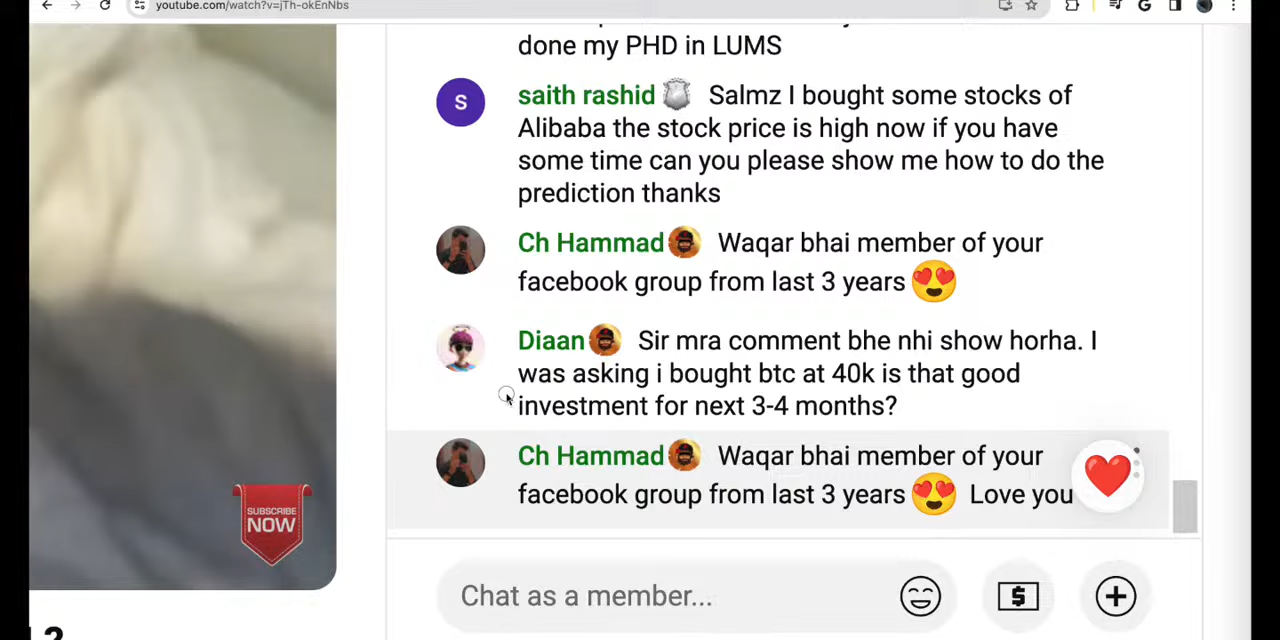 youtube.com/watch?v=jTh-okEnNbs
done my PHD in LUMS
S
saith rashid Salmz I bought some stocks of
Alibaba the stock price is high now if you have
some time can you please show me how to do the
prediction thanks
Ch Hammad Waqar bhai member of your
facebook group from last 3 years 😍
Diaan Sir mra comment bhe nhi show horha. I
was asking i bought btc at 40k is that good
investment for next 3-4 months?
Ch Hammad Waqar bhai member of your
facebook group from last 3 years 😍 Love you
SUBSCRIBE
NOW
Chat as a member...